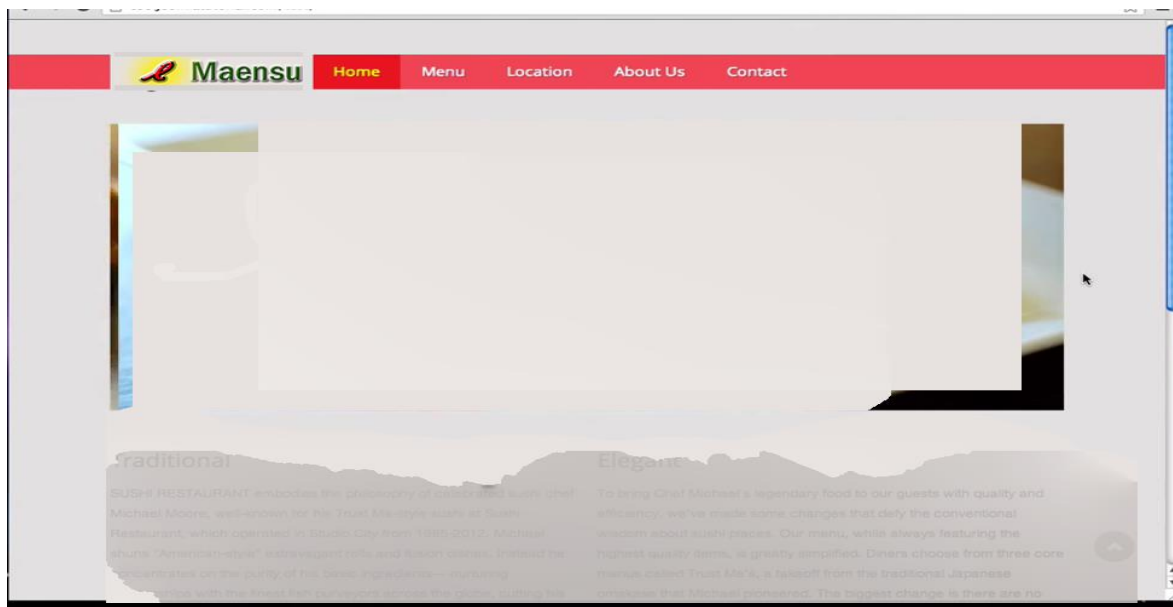 Maensu
Home Menu Location About Us Contact
Traditional
Elegant
SUSHI RESTAURANT embodies the philosophy of celebrated sushi chef
Michael Moore, well-known for his Trust Me-style sushi at Sushi
Restaurant, which operated in Studio City from 1985-2012. Michael
shuns "American-style" extravagant rolls and fusion dishes. Instead he
concentrates on the purity of his basic ingredients— nurturing
with the finest fish purveyors across the globe,
To bring Chef Michael's legendary food to our guests with quality and
efficiency, we've made some changes that defy the conventional
wisdom about sushi places. Our menu, while always featuring the
highest quality items, is greatly simplified. Diners choose from three core
menus called Trust Me's, a takeoff from the traditional Japanese
omakase that Michael pioneered. The biggest change is there are no